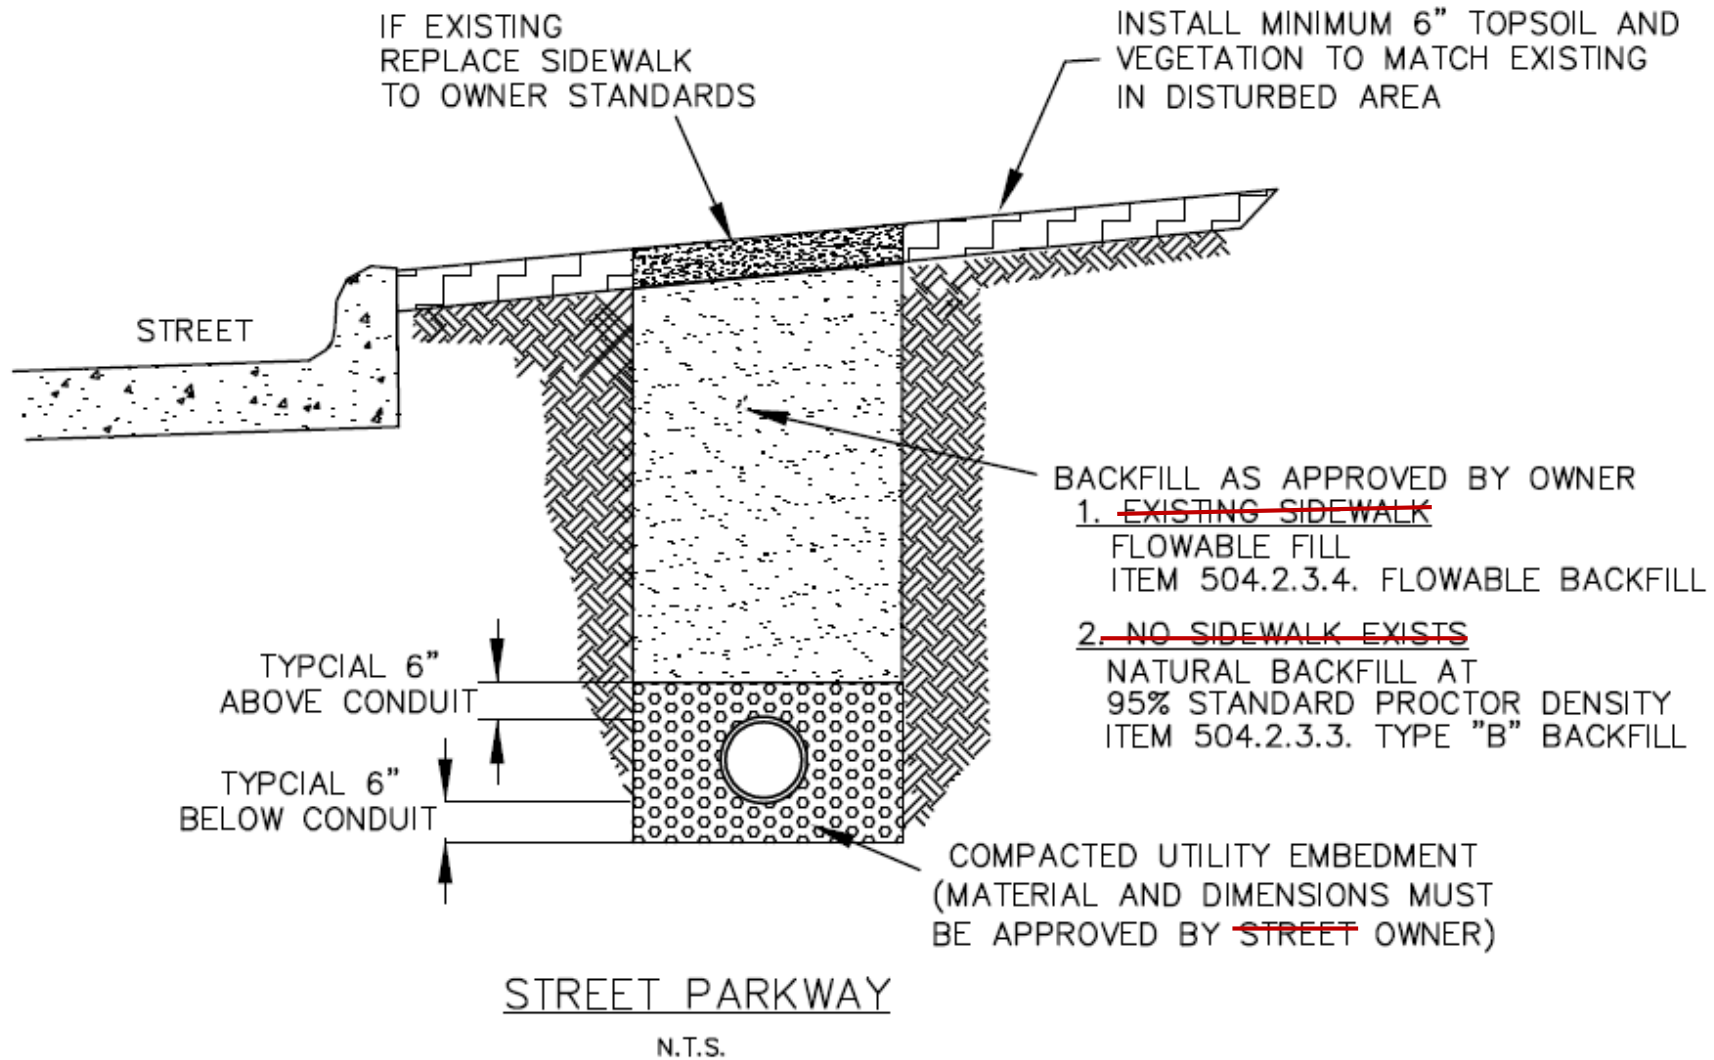 IF EXISTING
REPLACE SIDEWALK
TO OWNER STANDARDS
INSTALL MINIMUM 6" TOPSOIL AND
VEGETATION TO MATCH EXISTING
IN DISTURBED AREA
STREET
BACKFILL AS APPROVED BY OWNER
1. EXISTING SIDEWALK
FLOWABLE FILL
ITEM 504.2.3.4. FLOWABLE BACKFILL
2. NO SIDEWALK EXISTS
NATURAL BACKFILL AT
95% STANDARD PROCTOR DENSITY
ITEM 504.2.3.3. TYPE "B" BACKFILL
TYPCIAL 6"
ABOVE CONDUIT
TYPCIAL 6"
BELOW CONDUIT
COMPACTED UTILITY EMBEDMENT
(MATERIAL AND DIMENSIONS MUST
BE APPROVED BY STREET OWNER)
STREET PARKWAY
N.T.S.